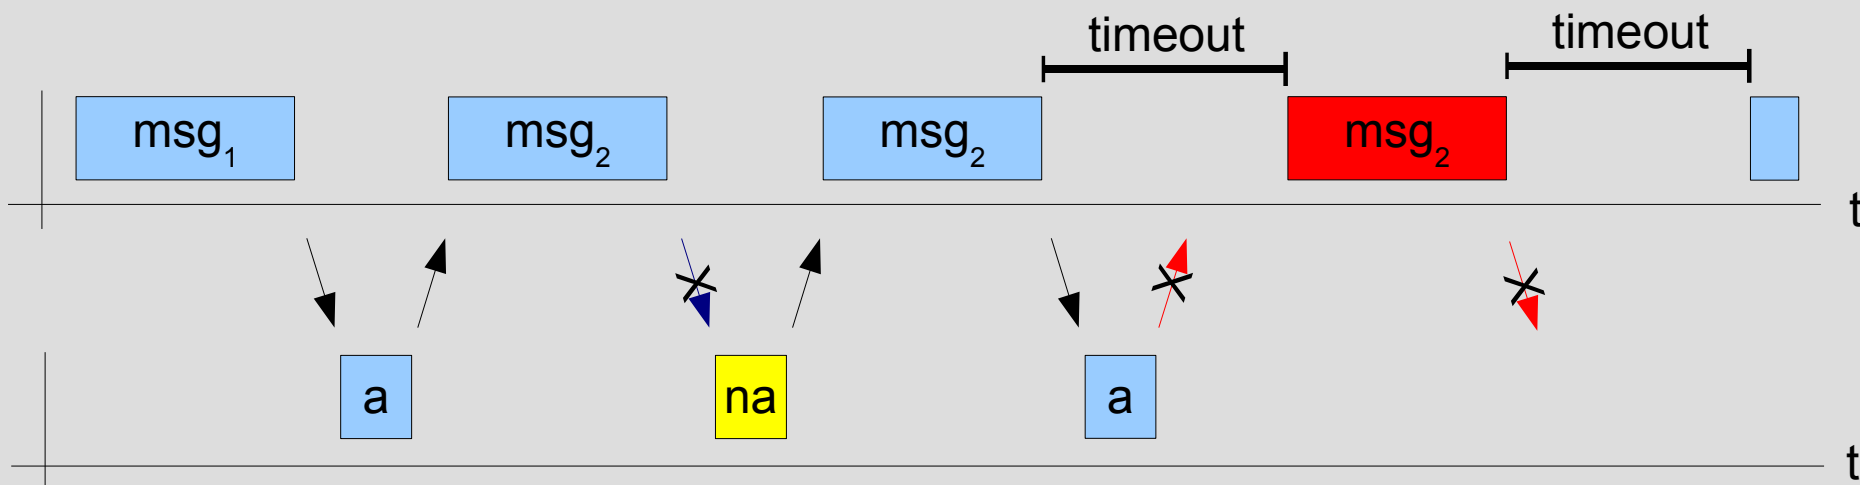 timeout timeout
msg₁ msg₂ msg₂ msg₂
t
a na a
t